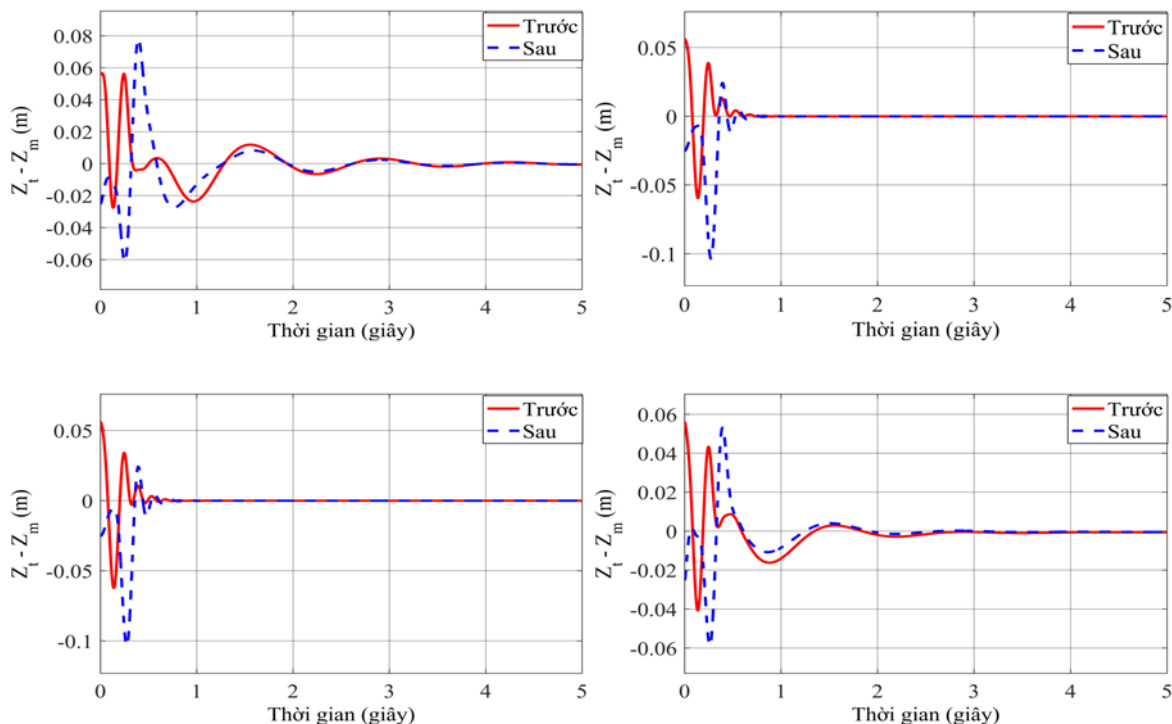 Trước
Sau
0.08
0.06
0.04
0.02
0
-0.02
-0.04
-0.06
Z_t - Z_m (m)
0 1 2 3 4 5
Thời gian (giây)
Trước
Sau
0.05
0
-0.05
-0.1
Z_t - Z_m (m)
0 1 2 3 4 5
Thời gian (giây)
Trước
Sau
0.05
0
-0.05
-0.1
Z_t - Z_m (m)
0 1 2 3 4 5
Thời gian (giây)
Trước
Sau
0.06
0.04
0.02
0
-0.02
-0.04
-0.06
Z_t - Z_m (m)
0 1 2 3 4 5
Thời gian (giây)